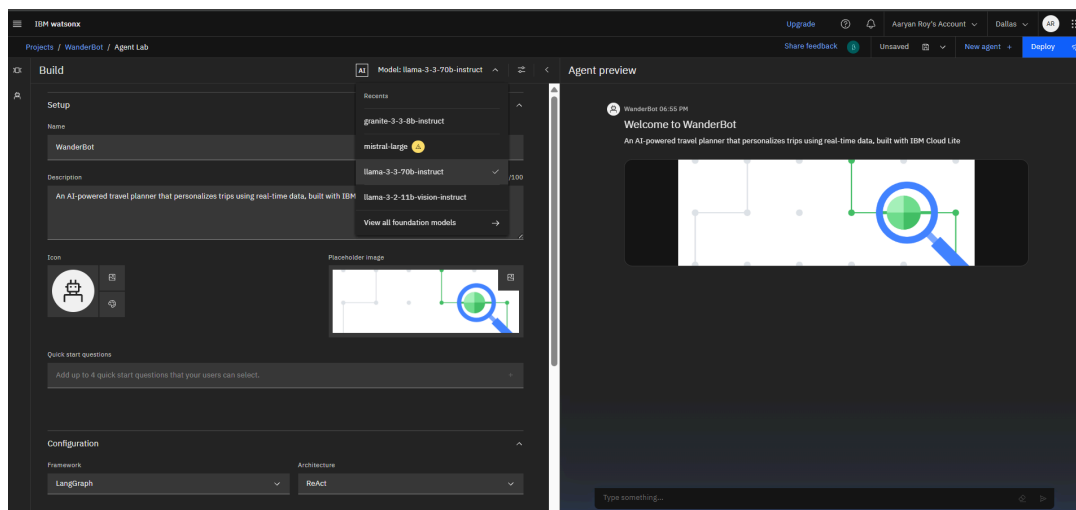 IBM watsonx
Upgrade
Aaryan Roy's Account
Dallas
AR
Projects / WanderBot / Agent Lab
Share feedback
β
Unsaved
New agent +
Deploy
Build
AI Model: llama-3-3-70b-instruct
Agent preview
Recents
granite-3-3-8b-instruct
mistral-large
llama-3-3-70b-instruct
llama-3-2-11b-vision-instruct
View all foundation models
Setup
Name
WanderBot
Description
/100
An AI-powered travel planner that personalizes trips using real-time data, built with IBM
Icon
Placeholder image
Quick start questions
Add up to 4 quick start questions that your users can select.
Configuration
Framework
Architecture
LangGraph
ReAct
WanderBot 06:55 PM
Welcome to WanderBot
An AI-powered travel planner that personalizes trips using real-time data, built with IBM Cloud Lite
Type something...